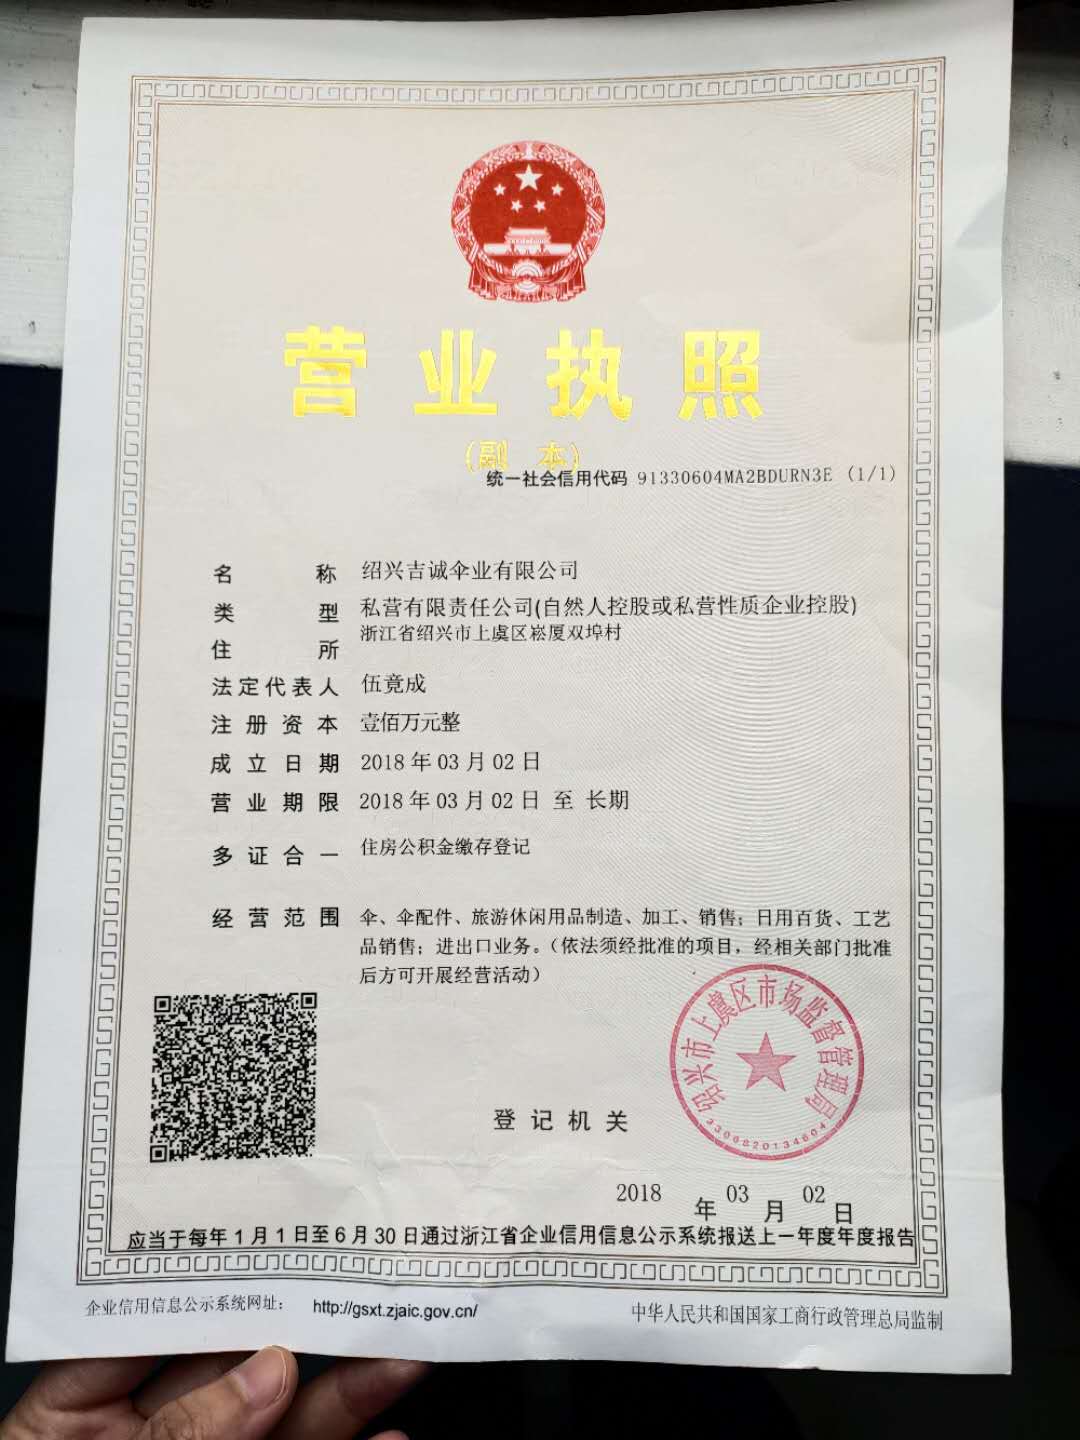 营业执照
(副本)
统一社会信用代码 91330604MA2BDURN3E (1/1)
名称 绍兴吉诚伞业有限公司
类型 私营有限责任公司(自然人控股或私营性质企业控股)
住所 浙江省绍兴市上虞区崧厦双埠村
法定代表人 伍竟成
注册资本 壹佰万元整
成立日期 2018年03月02日
营业期限 2018年03月02日 至 长期
多证合一 住房公积金缴存登记
经营范围 伞、伞配件、旅游休闲用品制造、加工、销售；日用百货、工艺
品销售；进出口业务。（依法须经批准的项目，经相关部门批准
后方可开展经营活动）
绍兴市上虞区市场监督管理局
3306820134604
登记机关
2018年03月02日
应当于每年1月1日至6月30日通过浙江省企业信用信息公示系统报送上一年度年度报告
企业信用信息公示系统网址： http://gsxt.zjaic.gov.cn/
中华人民共和国国家工商行政管理总局监制